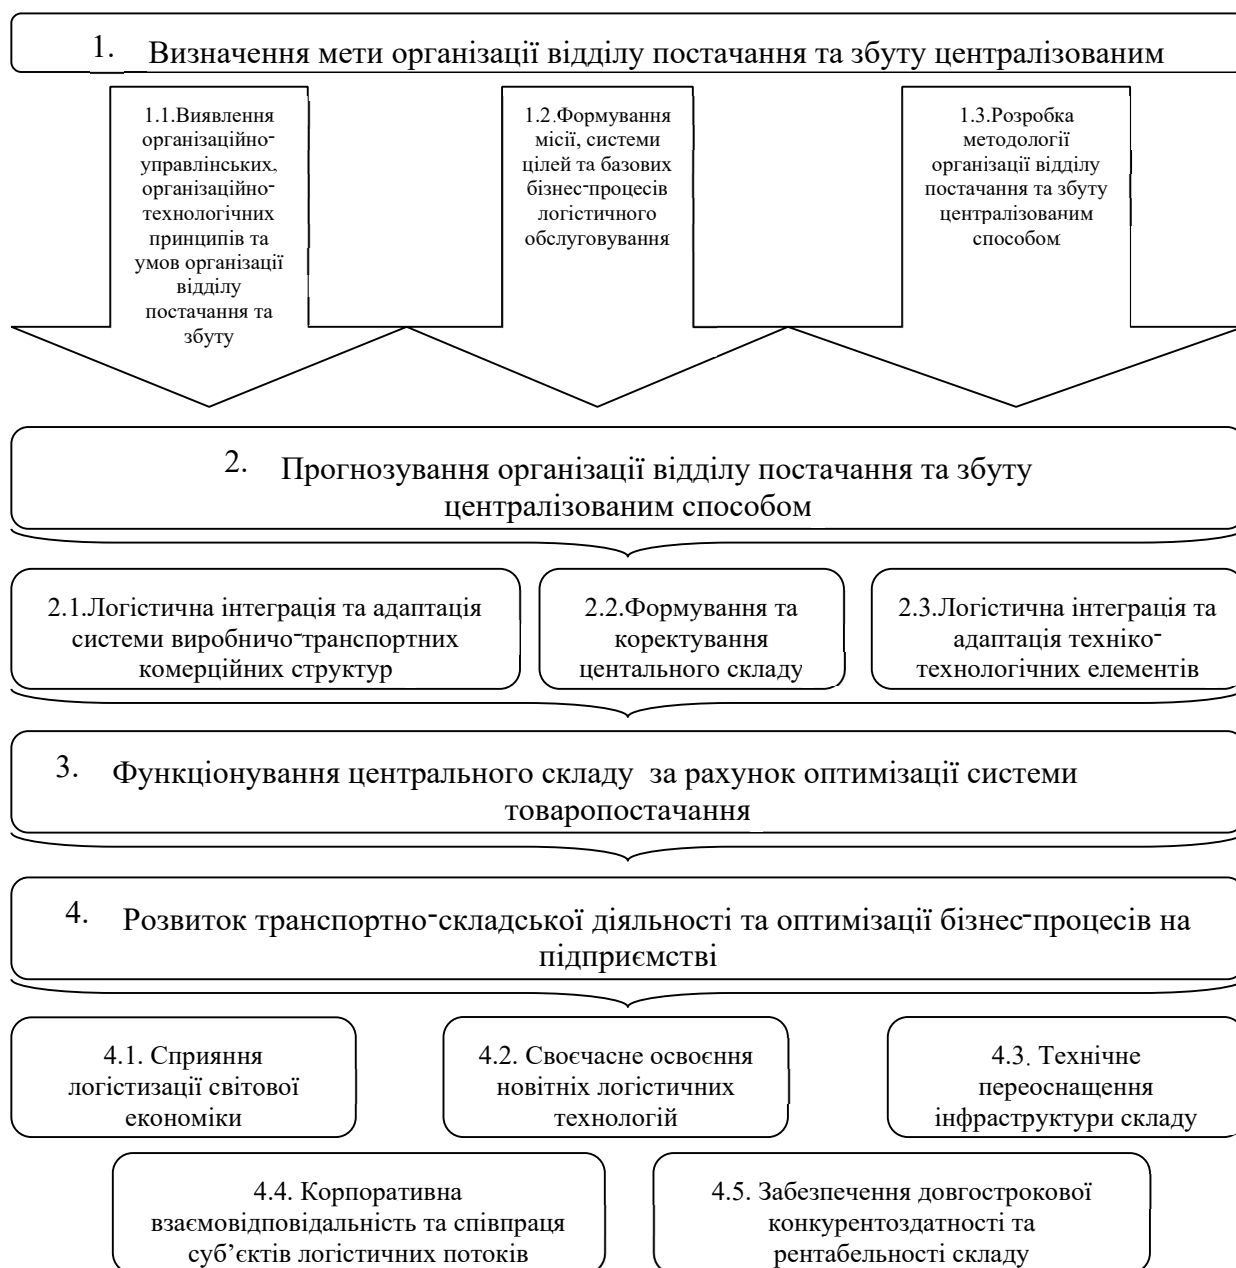 1. Визначення мети організації відділу постачання та збуту централізованим
1.1.Виявлення
організаційно-
управлінських,
організаційно-
технологічних
принципів та
умов організації
відділу
постачання та
збуту
1.2.Формування
місії, системи
цілей та базових
бізнес-процесів
логістичного
обслуговування
1.3.Розробка
методології
організації відділу
постачання та збуту
централізованим
способом
2. Прогнозування організації відділу постачання та збуту
централізованим способом
2.1.Логістична інтеграція та адаптація
системи виробничо-транспортних
комерційних структур
2.2.Формування та
коректування
центального складу
2.3.Логістична інтеграція та
адаптація техніко-
технологічних елементів
3. Функціонування центрального складу за рахунок оптимізації системи
товаропостачання
4. Розвиток транспортно-складської діяльності та оптимізації бізнес-процесів на
підприємстві
4.1. Сприяння
логістизації світової
економіки
4.2. Своєчасне освоєння
новітніх логістичних
технологій
4.3. Технічне
переоснащення
інфраструктури складу
4.4. Корпоративна
взаємовідповідальність та співпраця
суб’єктів логістичних потоків
4.5. Забезпечення довгострокової
конкурентоздатності та
рентабельності складу